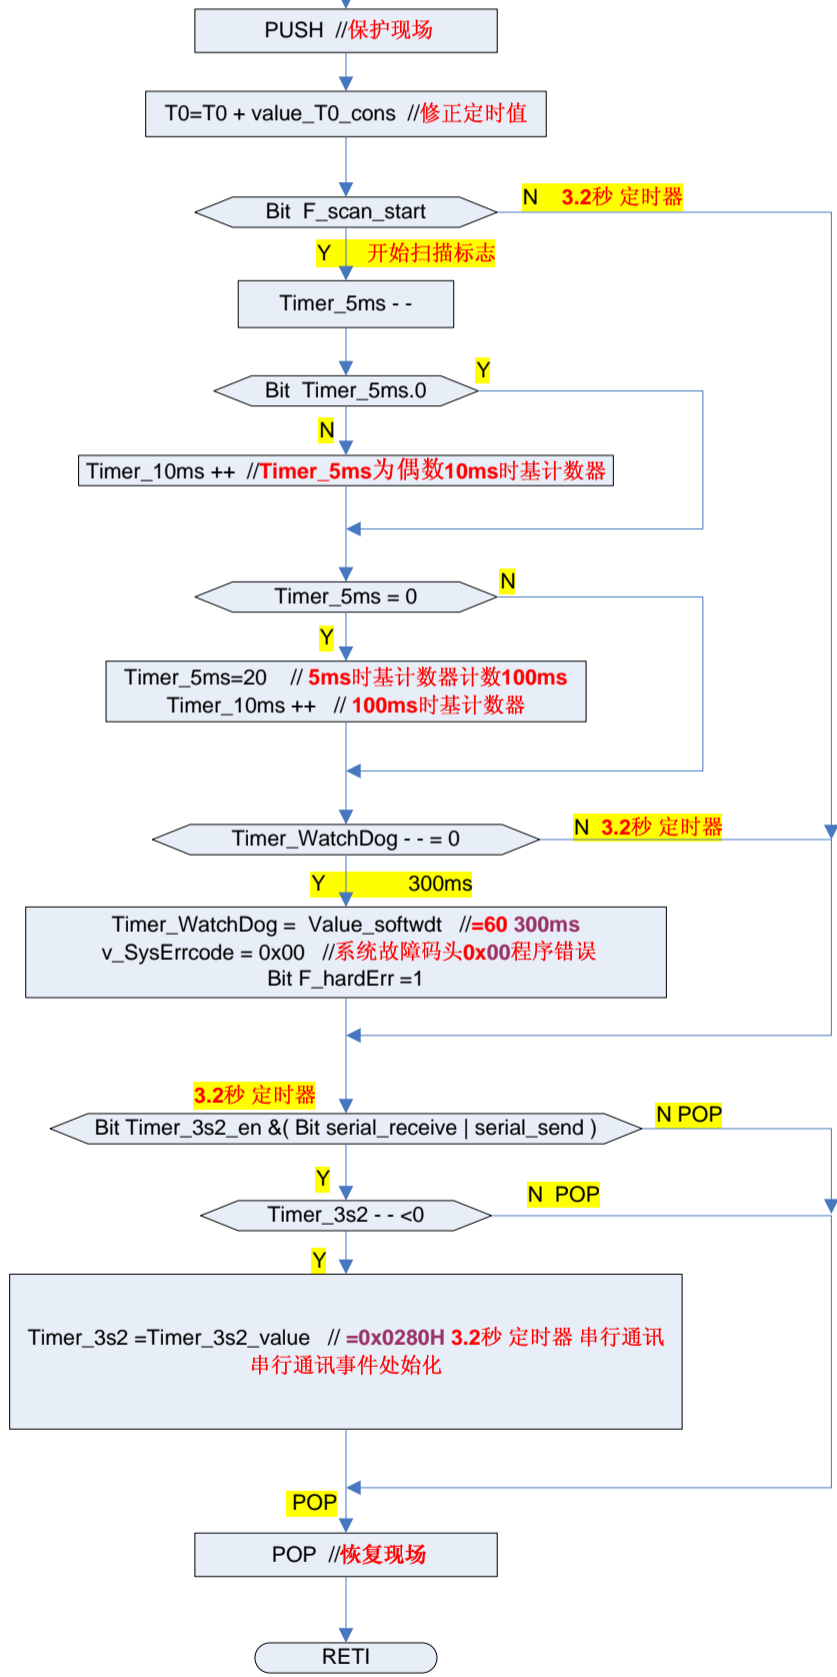 PUSH //保护现场
T0=T0 + value_T0_cons //修正定时值
Bit F_scan_start
N 3.2秒 定时器
Y 开始扫描标志
Timer_5ms - -
Bit Timer_5ms.0
Y
N
Timer_10ms ++ //Timer_5ms为偶数10ms时基计数器
Timer_5ms = 0
N
Y
Timer_5ms=20 // 5ms时基计数器计数100ms
Timer_10ms ++ // 100ms时基计数器
Timer_WatchDog - - = 0
N 3.2秒 定时器
Y 300ms
Timer_WatchDog = Value_softwdt //=60 300ms
v_SysErrcode = 0x00 //系统故障码头0x00程序错误
Bit F_hardErr =1
3.2秒 定时器
Bit Timer_3s2_en &( Bit serial_receive | serial_send )
N POP
Y
Timer_3s2 - - <0
N POP
Y
Timer_3s2 =Timer_3s2_value // =0x0280H 3.2秒 定时器 串行通讯
串行通讯事件处始化
POP
POP //恢复现场
RETI